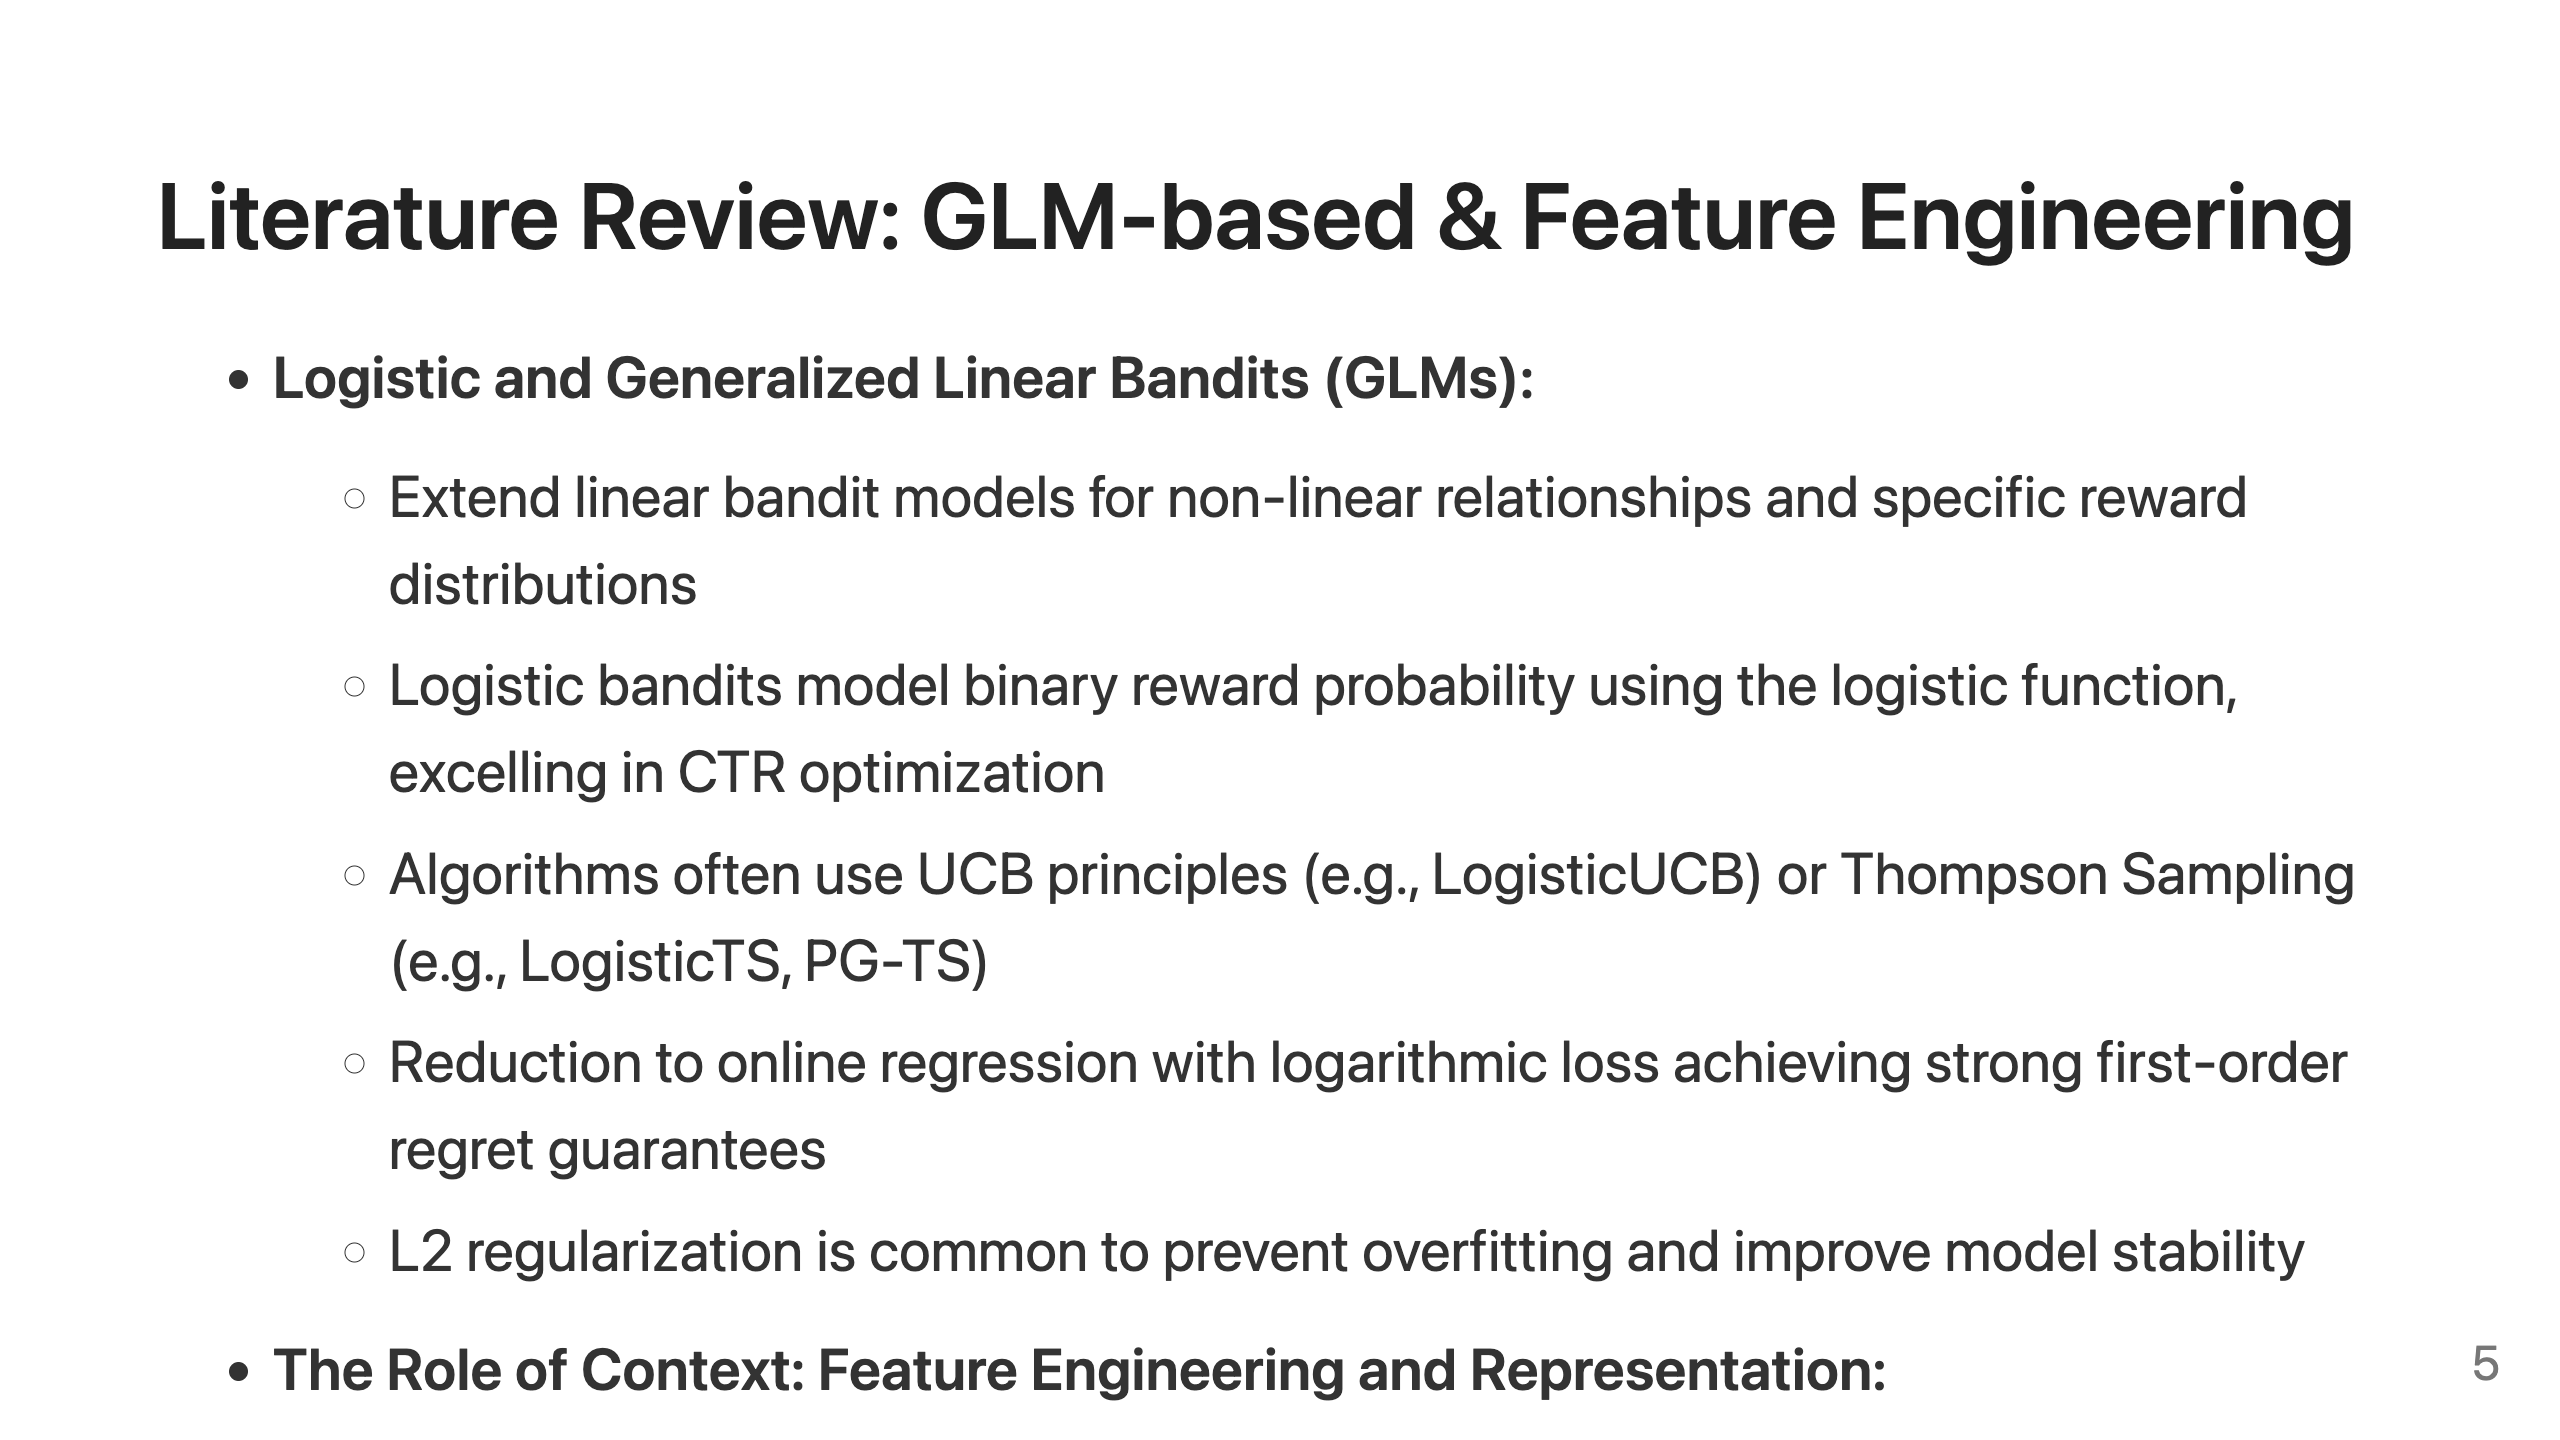 Literature Review: GLM-based & Feature Engineering
• Logistic and Generalized Linear Bandits (GLMs):
○ Extend linear bandit models for non-linear relationships and specific reward
distributions
○ Logistic bandits model binary reward probability using the logistic function,
excelling in CTR optimization
○ Algorithms often use UCB principles (e.g., LogisticUCB) or Thompson Sampling
(e.g., LogisticTS, PG-TS)
○ Reduction to online regression with logarithmic loss achieving strong first-order
regret guarantees
○ L2 regularization is common to prevent overfitting and improve model stability
• The Role of Context: Feature Engineering and Representation:
5